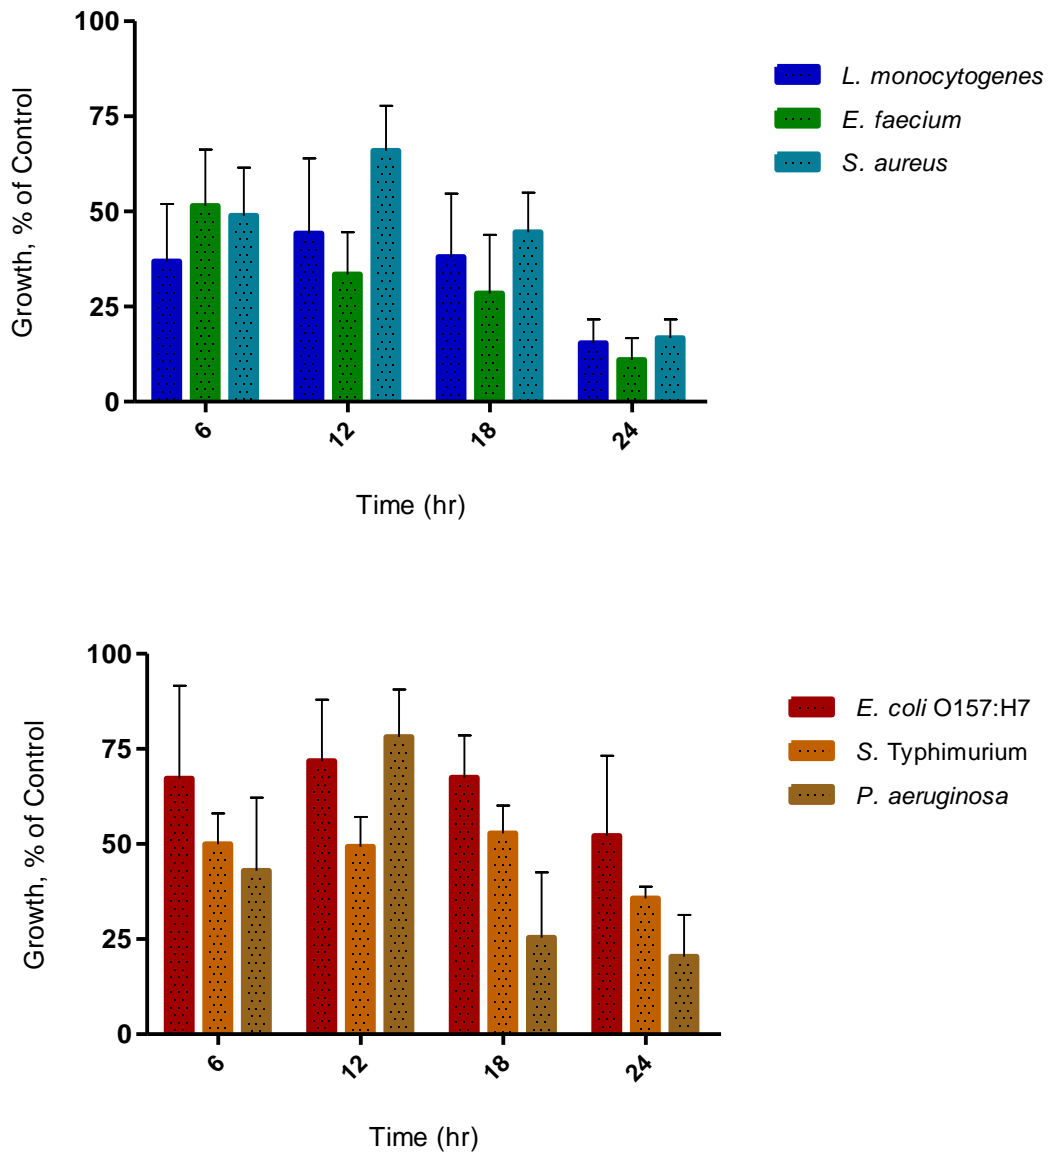 100
75
50
25
0
Growth, % of Control
6
12
18
24
Time (hr)
L. monocytogenes
E. faecium
S. aureus
100
75
50
25
0
Growth, % of Control
6
12
18
24
Time (hr)
E. coli O157:H7
S. Typhimurium
P. aeruginosa